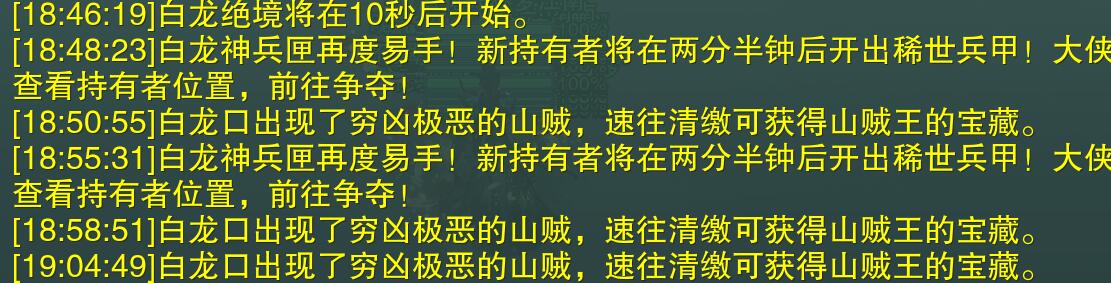 [18:46:19]白龙绝境将在10秒后开始。
[18:48:23]白龙神兵匣再度易手！新持有者将在两分半钟后开出稀世兵甲！大侠
查看持有者位置，前往争夺！
[18:50:55]白龙口出现了穷凶极恶的山贼，速往清缴可获得山贼王的宝藏。
[18:55:31]白龙神兵匣再度易手！新持有者将在两分半钟后开出稀世兵甲！大侠
查看持有者位置，前往争夺！
[18:58:51]白龙口出现了穷凶极恶的山贼，速往清缴可获得山贼王的宝藏。
[19:04:49]白龙口出现了穷凶极恶的山贼，速往清缴可获得山贼王的宝藏。